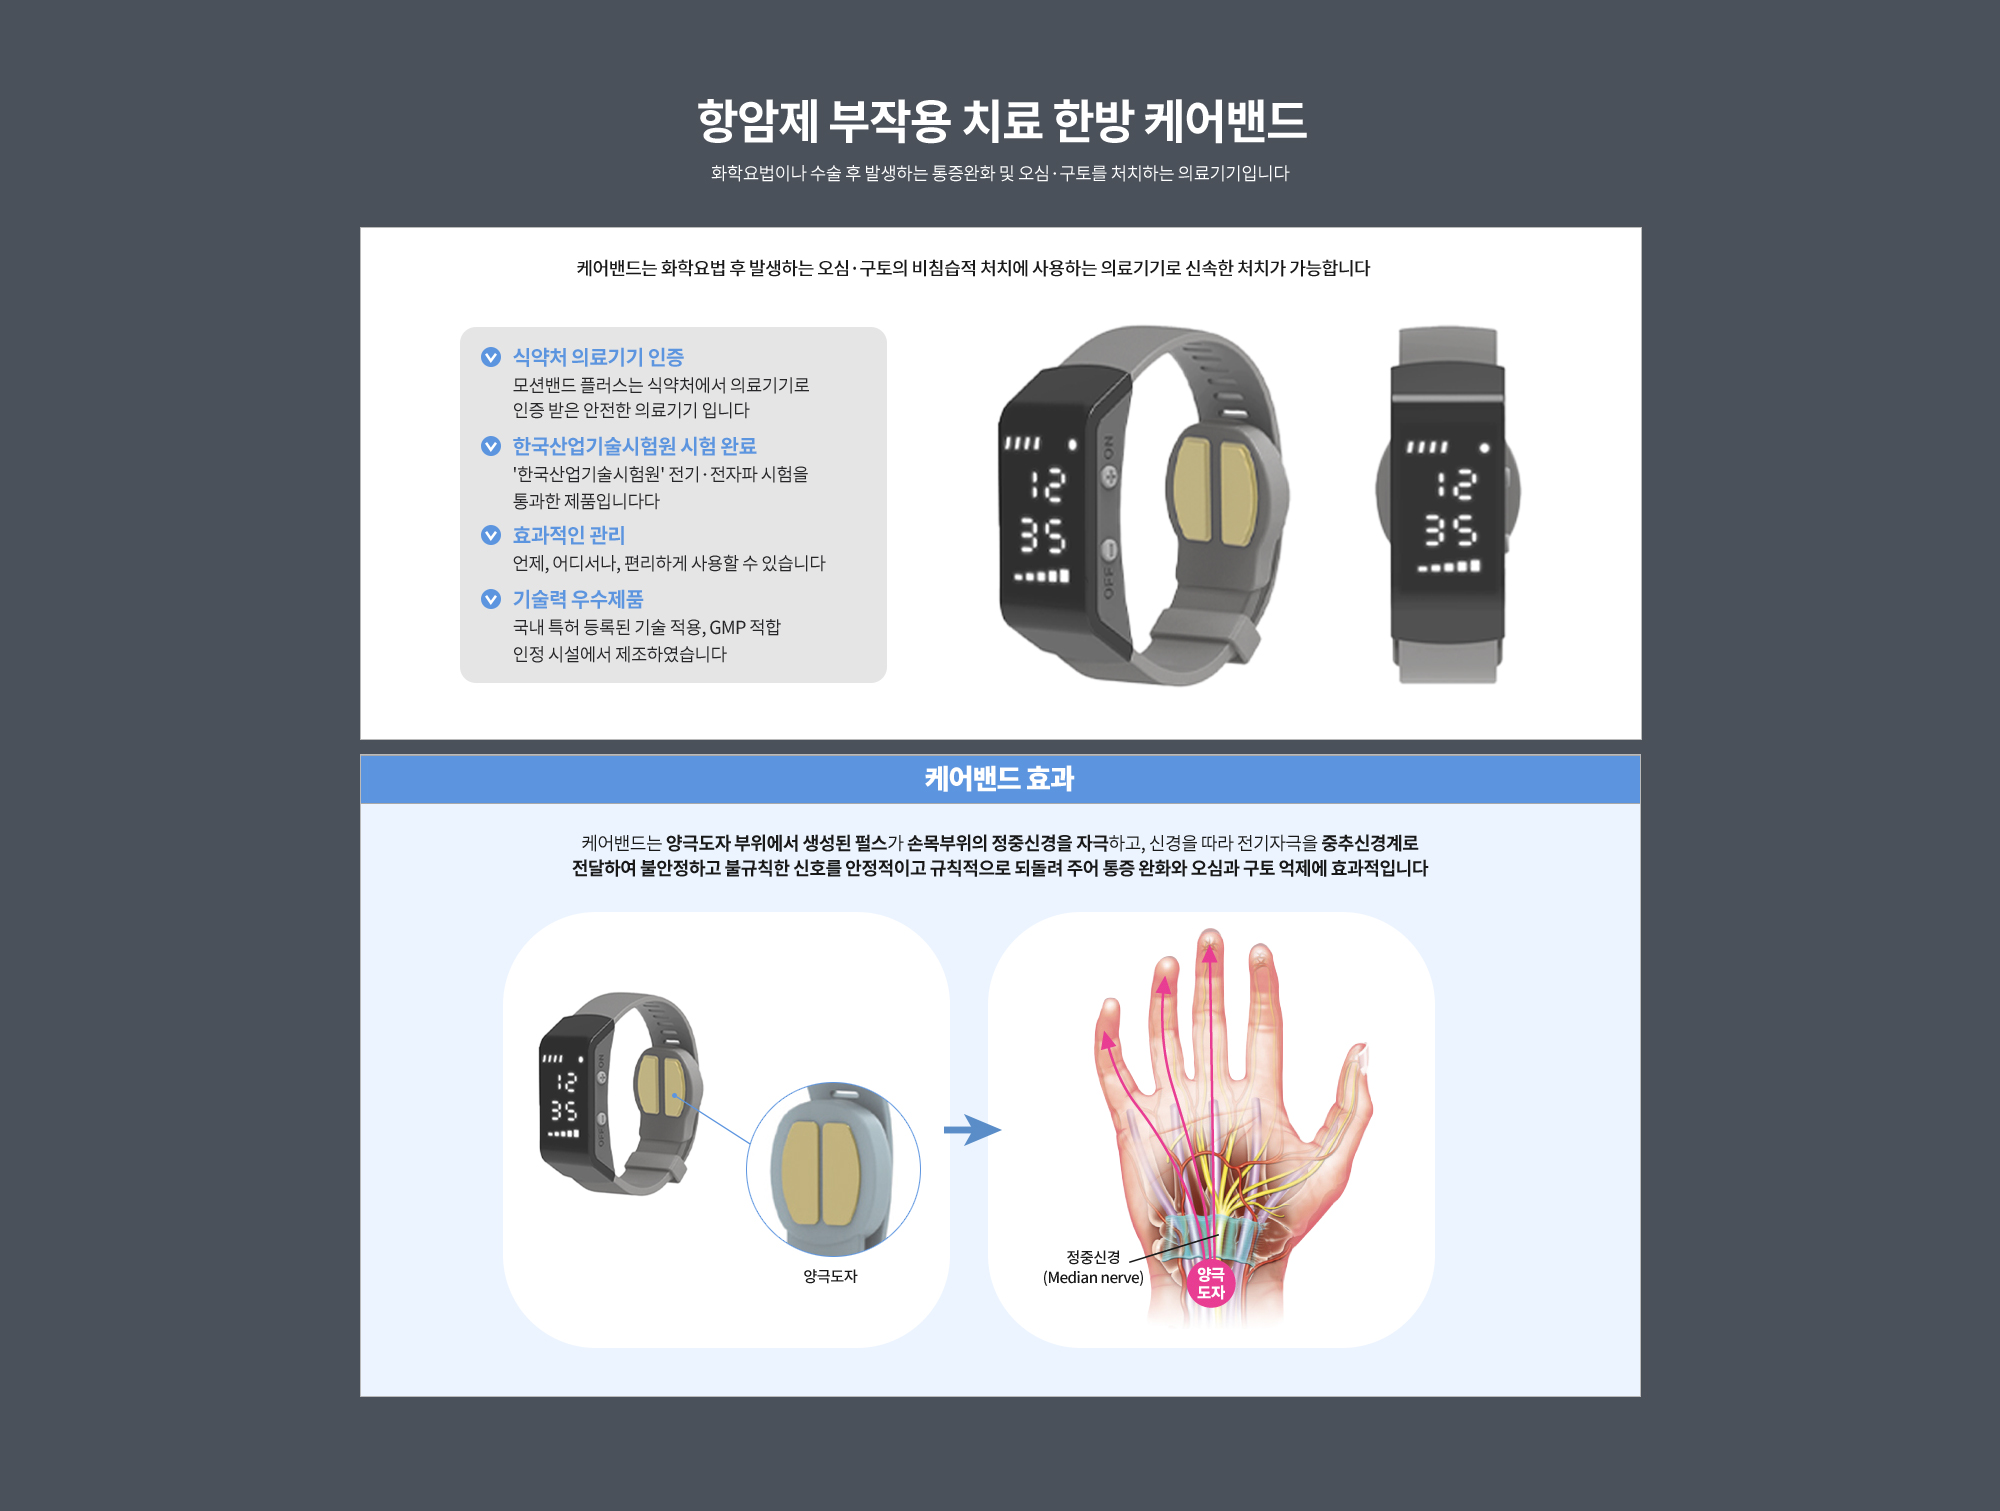 항암제 부작용 치료 한방 케어밴드
화학요법이나 수술 후 발생하는 통증완화 및 오심·구토를 처치하는 의료기기입니다
케어밴드는 화학요법 후 발생하는 오심·구토의 비침습적 처치에 사용하는 의료기기로 신속한 처치가 가능합니다
식약처 의료기기 인증
모션밴드 플러스는 식약처에서 의료기기로
인증 받은 안전한 의료기기 입니다
한국산업기술시험원 시험 완료
'한국산업기술시험원' 전기·전자파 시험을
통과한 제품입니다다
효과적인 관리
언제, 어디서나, 편리하게 사용할 수 있습니다
기술력 우수제품
국내 특허 등록된 기술 적용, GMP 적합
인정 시설에서 제조하였습니다
ON
12
35
OFF
12
35
케어밴드 효과
케어밴드는 양극도자 부위에서 생성된 펄스가 손목부위의 정중신경을 자극하고, 신경을 따라 전기자극을 중추신경계로
전달하여 불안정하고 불규칙한 신호를 안정적이고 규칙적으로 되돌려 주어 통증 완화와 오심과 구토 억제에 효과적입니다
ON
12
35
OFF
양극도자
정중신경
(Median nerve)
양극
도자